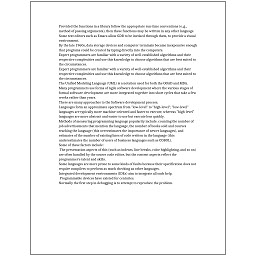 Provided the functions in a library follow the appropriate run-time conventions (e.g.,
method of passing arguments), then these functions may be written in any other language.
Some text editors such as Emacs allow GDB to be invoked through them, to provide a visual
environment.
By the late 1960s, data storage devices and computer terminals became inexpensive enough
that programs could be created by typing directly into the computers.
Expert programmers are familiar with a variety of well-established algorithms and their
respective complexities and use this knowledge to choose algorithms that are best suited to
the circumstances.
Expert programmers are familiar with a variety of well-established algorithms and their
respective complexities and use this knowledge to choose algorithms that are best suited to
the circumstances.
The Unified Modeling Language (UML) is a notation used for both the OOAD and MDA.
Many programmers use forms of Agile software development where the various stages of
formal software development are more integrated together into short cycles that take a few
weeks rather than years.
There are many approaches to the Software development process.
Languages form an approximate spectrum from "low-level" to "high-level"; "low-level"
languages are typically more machine-oriented and faster to execute, whereas "high-level"
languages are more abstract and easier to use but execute less quickly.
Methods of measuring programming language popularity include: counting the number of
job advertisements that mention the language, the number of books sold and courses
teaching the language (this overestimates the importance of newer languages), and
estimates of the number of existing lines of code written in the language (this
underestimates the number of users of business languages such as COBOL).
Some of these factors include:
The presentation aspects of this (such as indents, line breaks, color highlighting, and so on)
are often handled by the source code editor, but the content aspects reflect the
programmer's talent and skills.
Some languages are more prone to some kinds of faults because their specification does not
require compilers to perform as much checking as other languages.
Integrated development environments (IDEs) aim to integrate all such help.
Programmable devices have existed for centuries.
Normally the first step in debugging is to attempt to reproduce the problem.